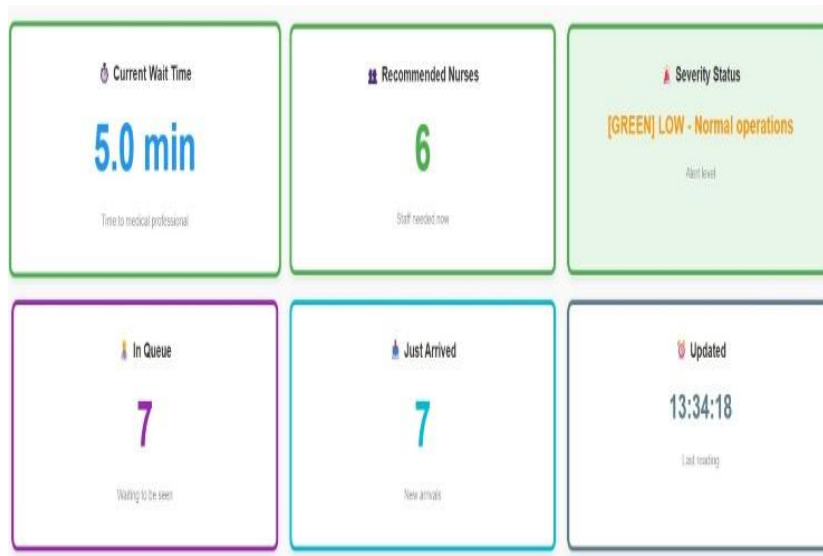 Current Wait Time
5.0 min
Time to medical professional
Recommended Nurses
6
Staff needed now
Severity Status
[GREEN] LOW - Normal operations
Alert level
In Queue
7
Waiting to be seen
Just Arrived
7
New arrivals
Updated
13:34:18
Last reading